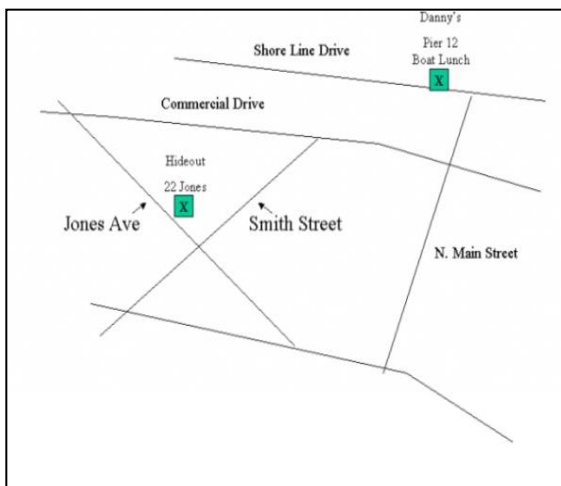 Danny's
Pier 12
Boat Lunch
X
Shore Line Drive
Commercial Drive
Hideout
22 Jones
X
Jones Ave
Smith Street
N. Main Street